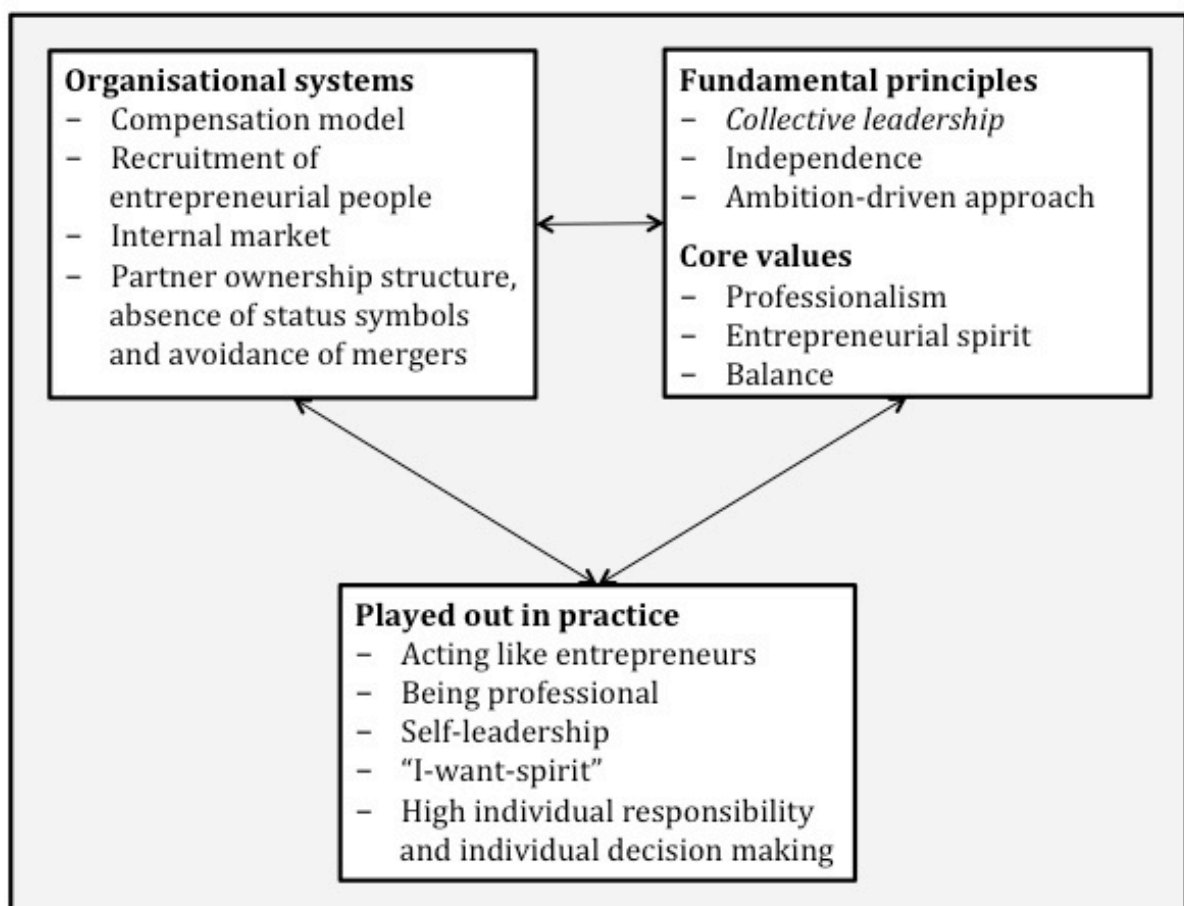 Organisational systems
– Compensation model
– Recruitment of
entrepreneurial people
– Internal market
– Partner ownership structure,
absence of status symbols
and avoidance of mergers
Fundamental principles
– Collective leadership
– Independence
– Ambition-driven approach
Core values
– Professionalism
– Entrepreneurial spirit
– Balance
Played out in practice
– Acting like entrepreneurs
– Being professional
– Self-leadership
– “I-want-spirit”
– High individual responsibility
and individual decision making